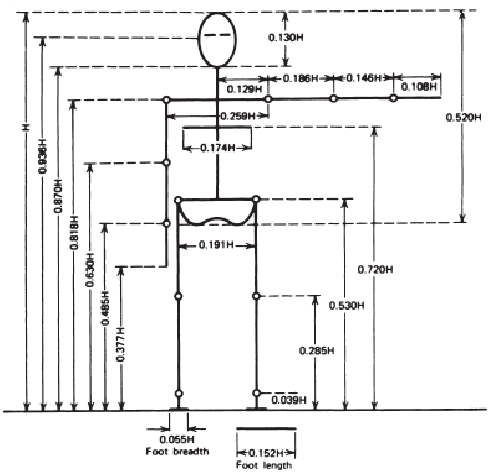 0.130H
0.129H
0.186H
0.146H
0.108H
0.259H
0.520H
0.174H
H
0.936H
0.870H
0.818H
0.630H
0.485H
0.377H
0.191H
0.720H
0.530H
0.285H
0.039H
0.055H
Foot breadth
0.152H
Foot length